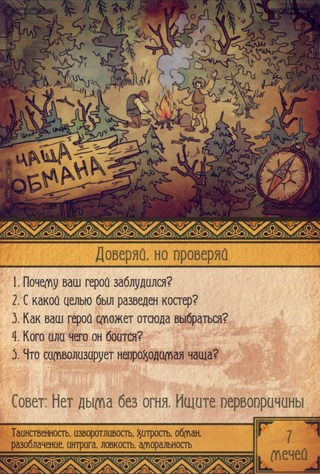 ЧАЩА
ОБМАНА
Доверяй, но проверяй
1. Почему ваш герой заблудился?
2. С какой целью был разведен костер?
3. Как ваш герой сможет отсюда выбраться?
4. Кого или чего он боится?
5. Что символизирует непроходимая чаща?
Совет: Нет дыма без огня. Ищите первопричины
Таинственность, изворотливость, хитрость, обман,
разоблачение, интрига, ловкость, аморальность
7
мечей